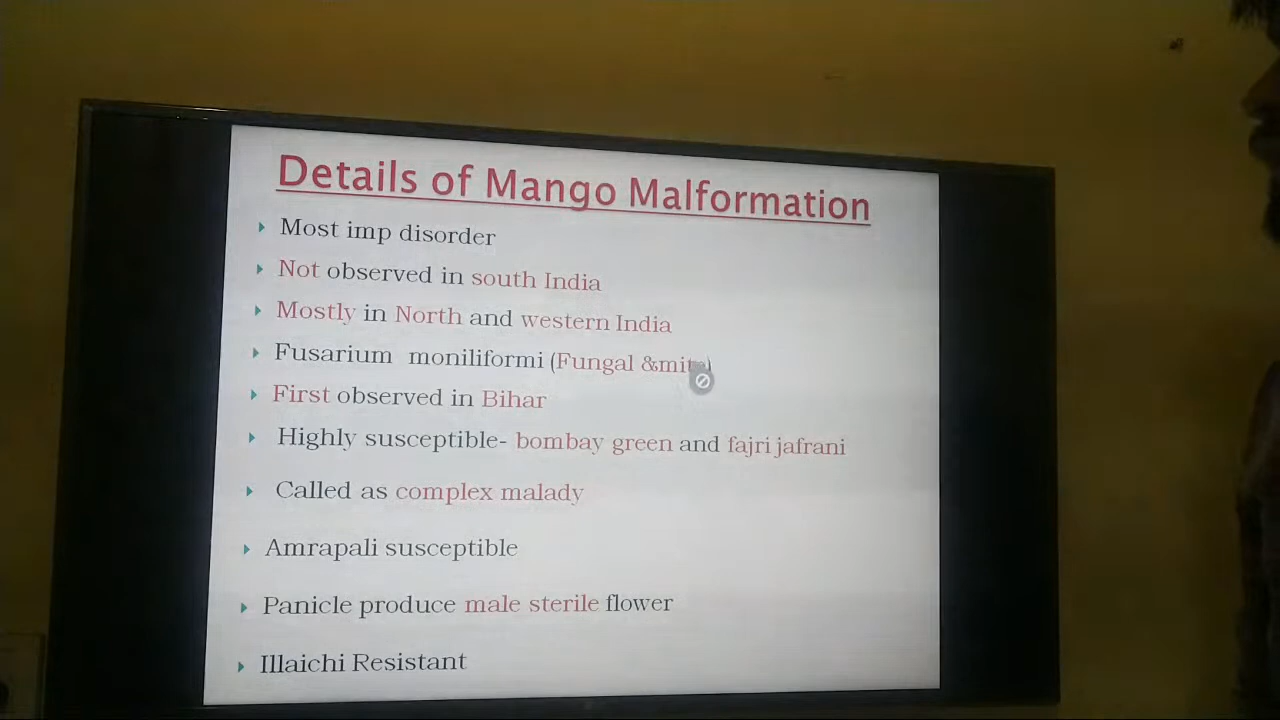 Details of Mango Malformation
Most imp disorder
Not observed in south India
Mostly in North and western India
Fusarium moniliformi (Fungal &
First observed in Bihar
Highly susceptible- bombay green and fajri jafrani
Called as complex malady
Amrapali susceptible
Panicle produce male sterile flower
Illaichi Resistant